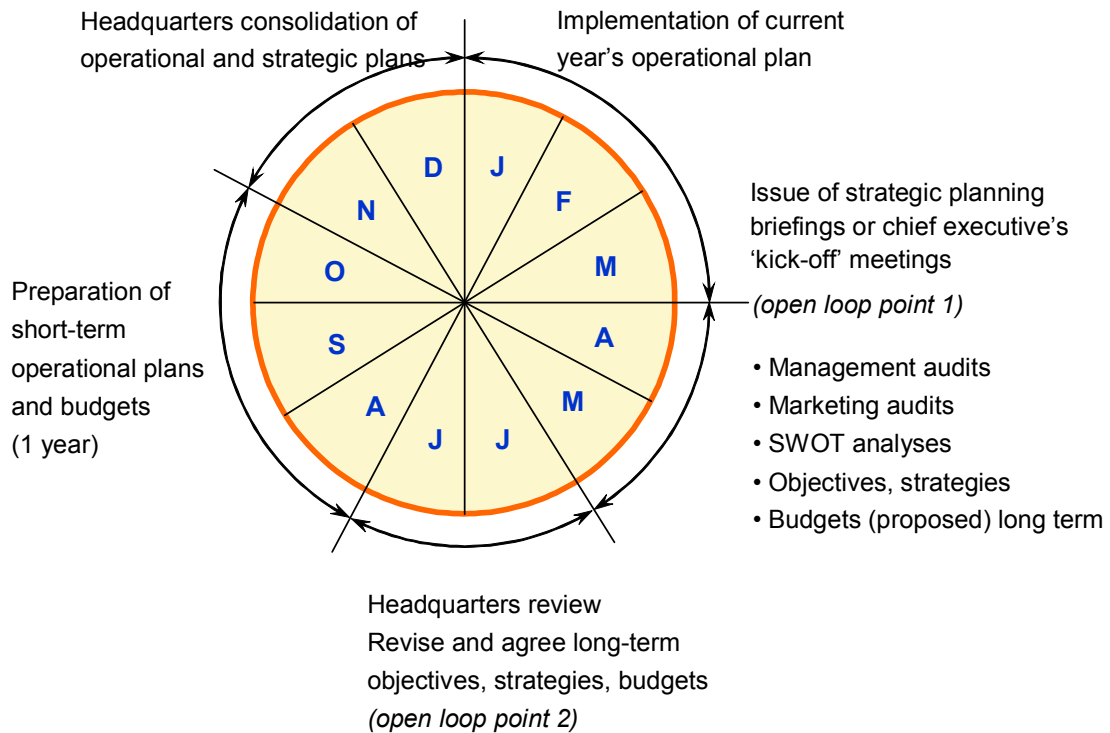 Headquarters consolidation of
operational and strategic plans
Implementation of current
year’s operational plan
D
J
N
F
O
M
S
A
A
M
J
J
Issue of strategic planning
briefings or chief executive’s
‘kick-off’ meetings
(open loop point 1)
• Management audits
• Marketing audits
• SWOT analyses
• Objectives, strategies
• Budgets (proposed) long term
Preparation of
short-term
operational plans
and budgets
(1 year)
Headquarters review
Revise and agree long-term
objectives, strategies, budgets
(open loop point 2)